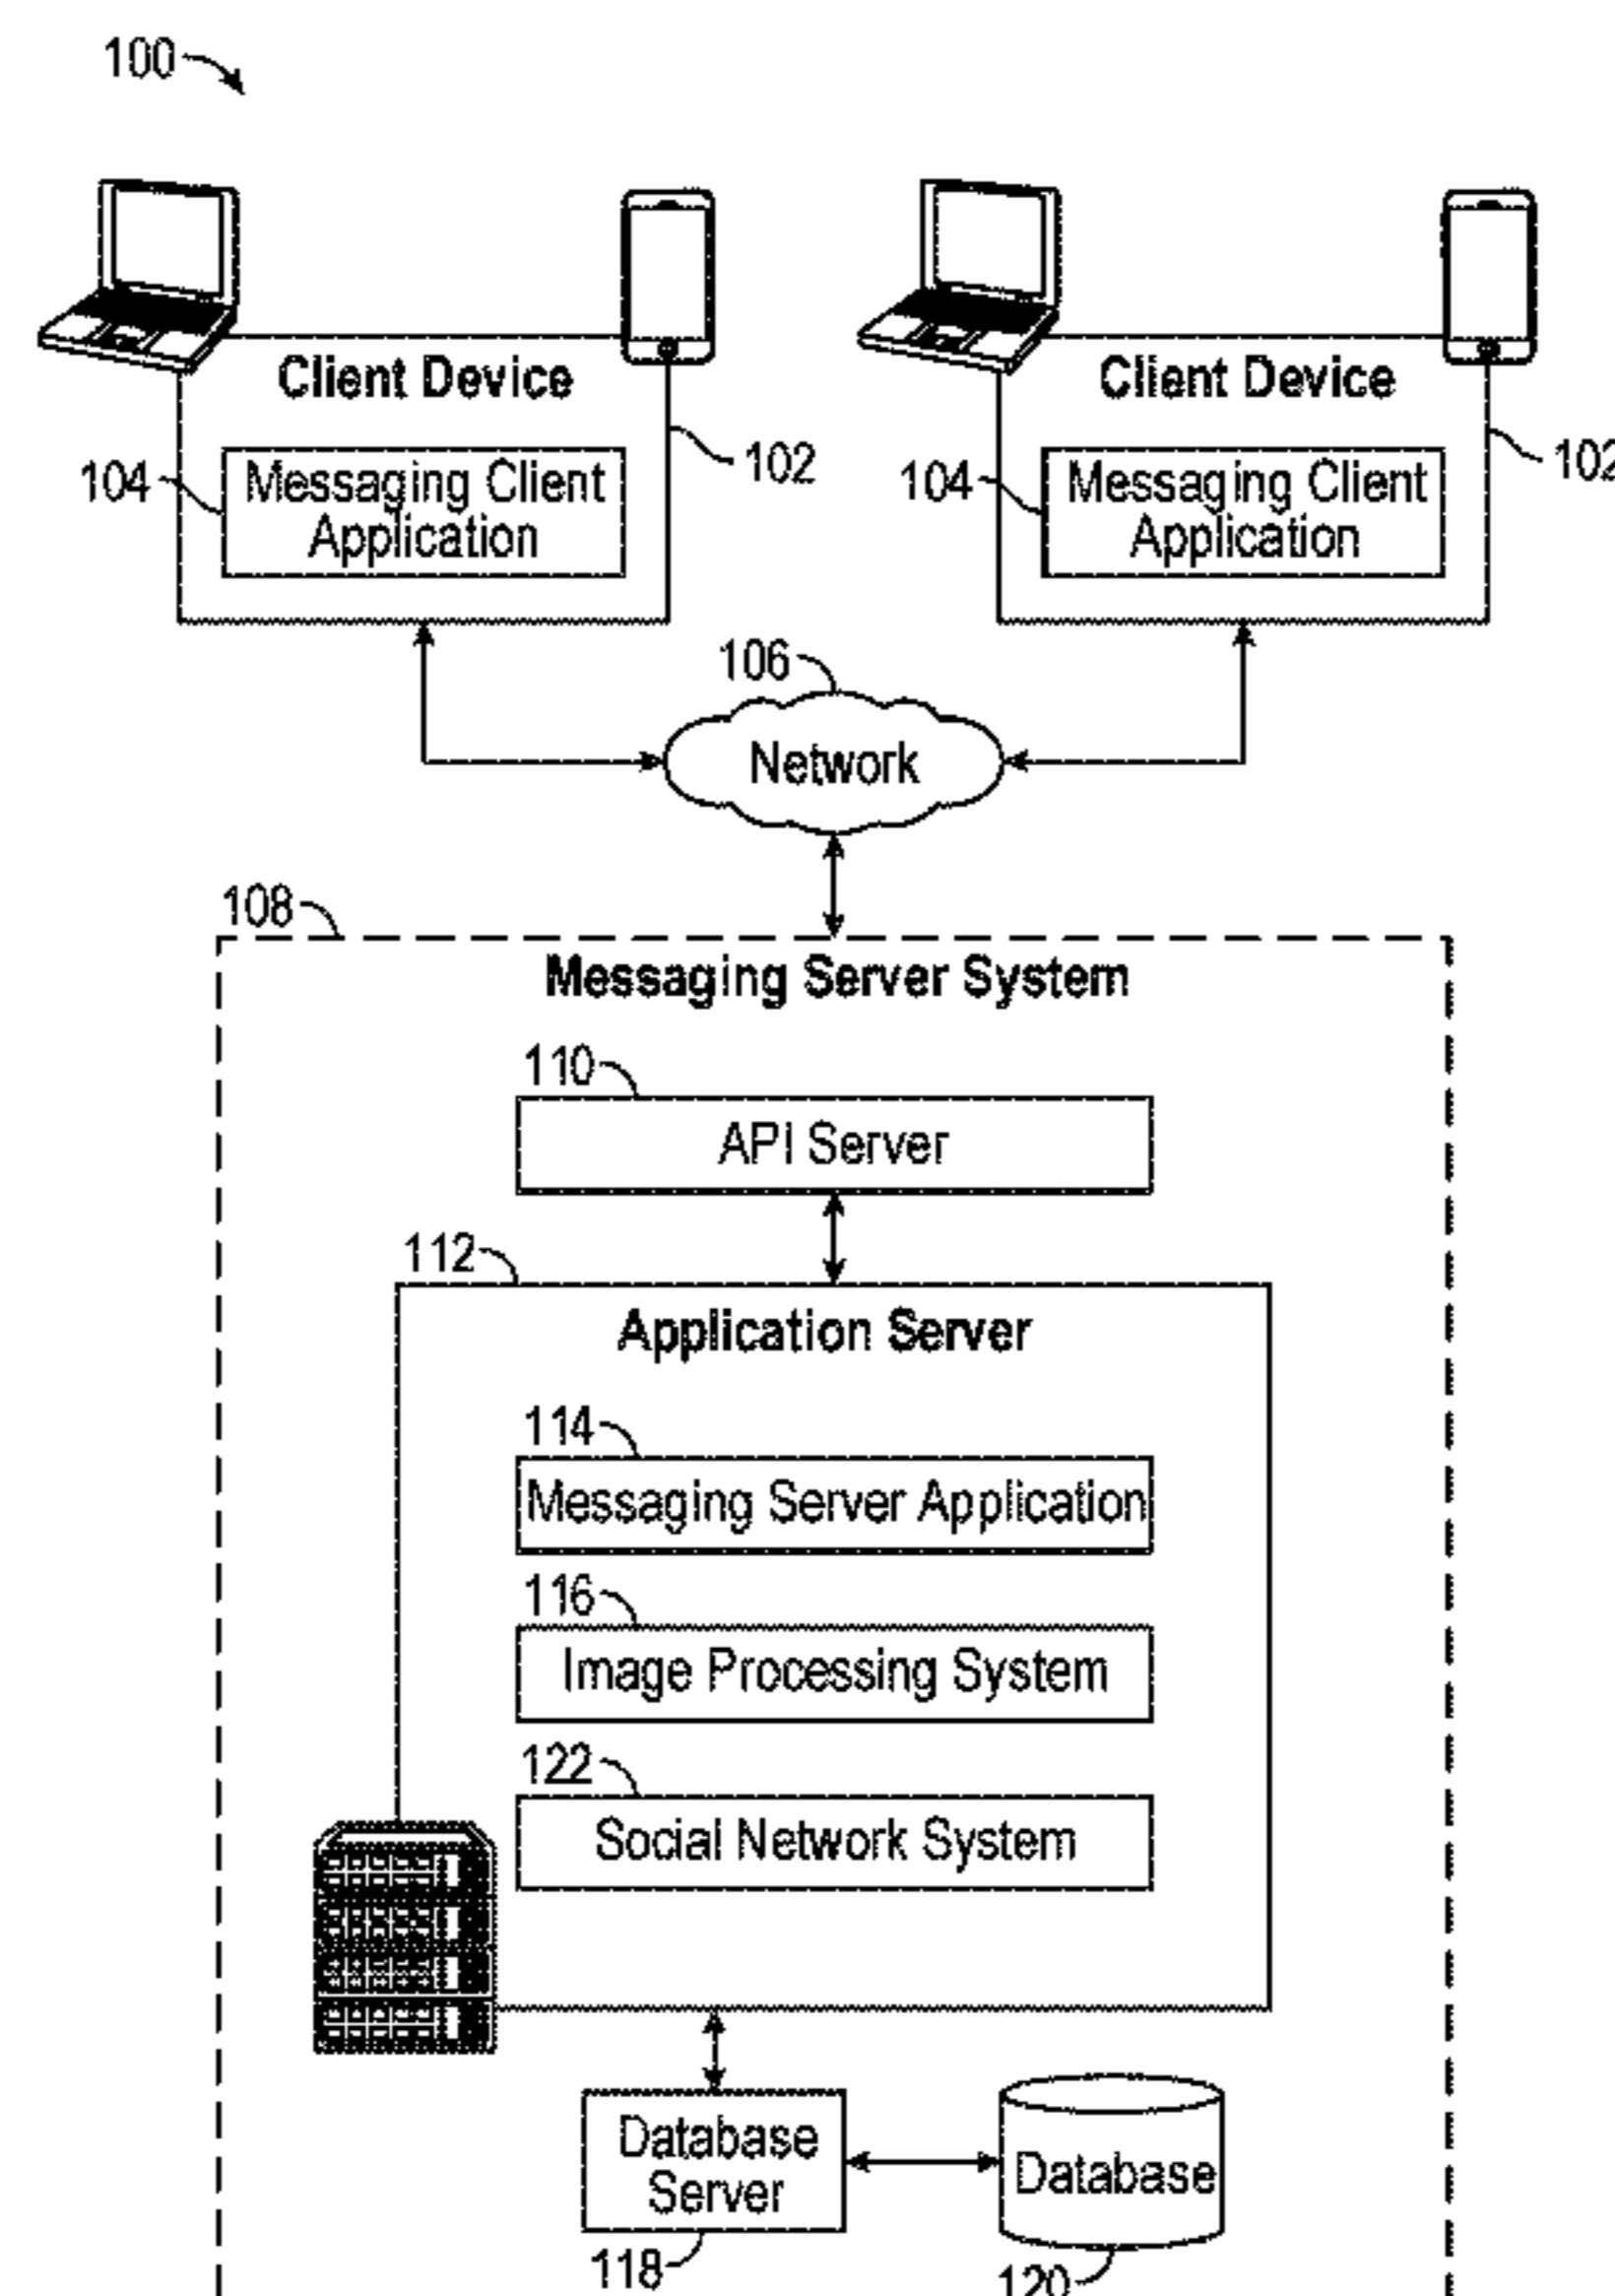 100
Client Device
Client Device
104
Messaging Client
Application
102
104
Messaging Client
Application
102
106
Network
108
Messaging Server System
110
API Server
112
Application Server
114
Messaging Server Application
116
Image Processing System
122
Social Network System
Database
Server
Database
118
120